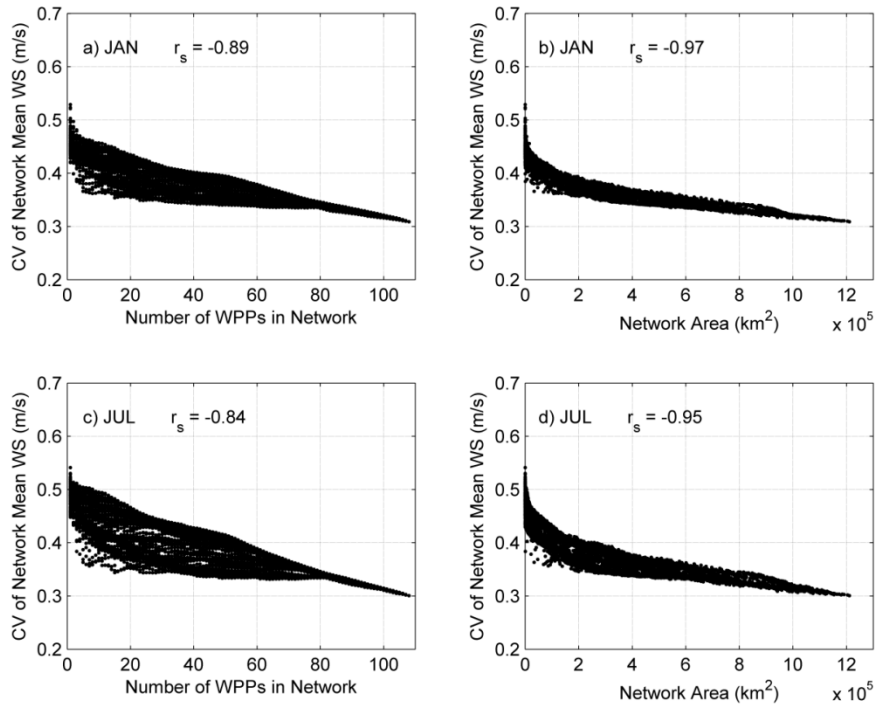 a) JAN r_s = -0.89
CV of Network Mean WS (m/s)
0.7
0.6
0.5
0.4
0.3
0.2
0 20 40 60 80 100
Number of WPPs in Network
b) JAN r_s = -0.97
CV of Network Mean WS (m/s)
0.7
0.6
0.5
0.4
0.3
0.2
0 2 4 6 8 10 12
Network Area (km²) x 10⁵
c) JUL r_s = -0.84
CV of Network Mean WS (m/s)
0.7
0.6
0.5
0.4
0.3
0.2
0 20 40 60 80 100
Number of WPPs in Network
d) JUL r_s = -0.95
CV of Network Mean WS (m/s)
0.7
0.6
0.5
0.4
0.3
0.2
0 2 4 6 8 10 12
Network Area (km²) x 10⁵